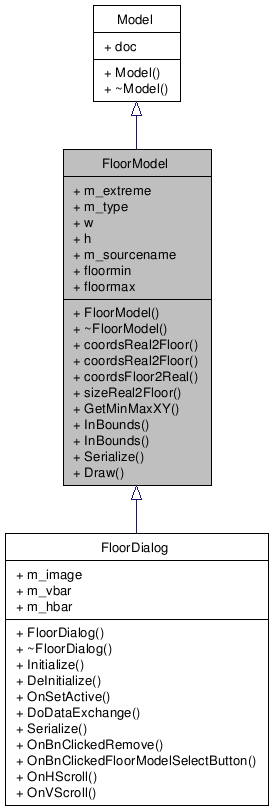 Model
+ doc
+ Model()
+ ~Model()
FloorModel
+ m_extreme
+ m_type
+ w
+ h
+ m_sourcename
+ floormin
+ floormax
+ FloorModel()
+ ~FloorModel()
+ coordsReal2Floor()
+ coordsReal2Floor()
+ coordsFloor2Real()
+ sizeReal2Floor()
+ GetMinMaxXY()
+ InBounds()
+ InBounds()
+ Serialize()
+ Draw()
FloorDialog
+ m_image
+ m_vbar
+ m_hbar
+ FloorDialog()
+ ~FloorDialog()
+ Initialize()
+ DeInitialize()
+ OnSetActive()
+ DoDataExchange()
+ Serialize()
+ OnBnClickedRemove()
+ OnBnClickedFloorModelSelectButton()
+ OnHScroll()
+ OnVScroll()